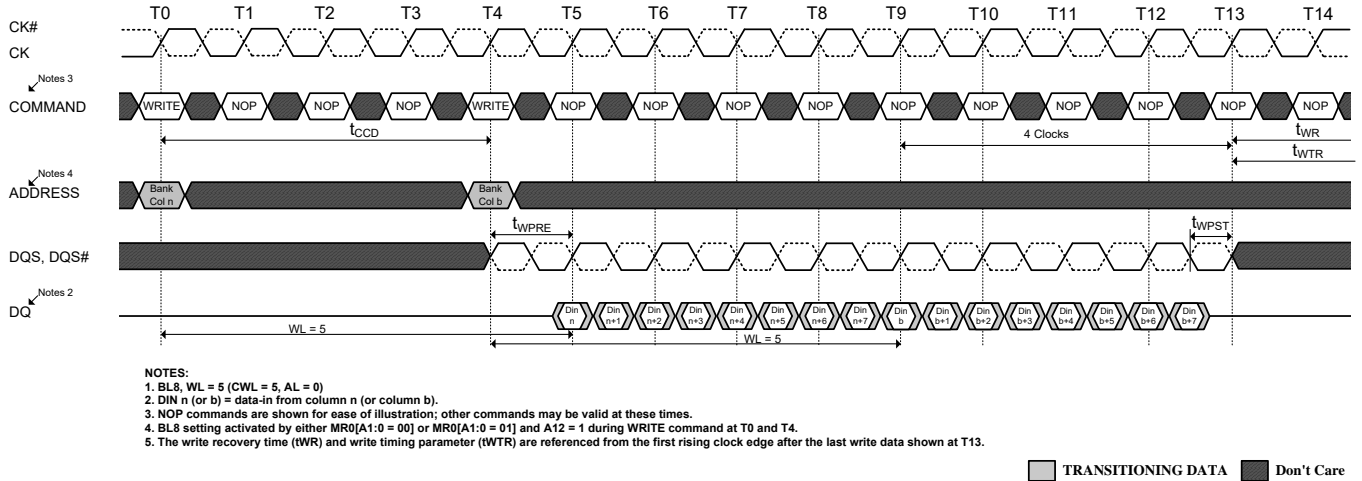 T0 T1 T2 T3 T4 T5 T6 T7 T8 T9 T10 T11 T12 T13 T14
CK#
CK
Notes 3
COMMAND
WRITE NOP NOP NOP WRITE NOP NOP NOP NOP NOP NOP NOP NOP NOP NOP
tCCD
4 Clocks
tWR
tWTR
Notes 4
ADDRESS
Bank Bank
Col n Col b
tWPRE
tWPST
DQS, DQS#
Notes 2
DQ
Din Din Din Din Din Din Din Din Din Din Din Din Din Din Din Din
n n+1 n+2 n+3 n+4 n+5 n+6 n+7 b b+1 b+2 b+3 b+4 b+5 b+6 b+7
WL = 5
WL = 5
NOTES:
1. BL8, WL = 5 (CWL = 5, AL = 0)
2. DIN n (or b) = data-in from column n (or column b).
3. NOP commands are shown for ease of illustration; other commands may be valid at these times.
4. BL8 setting activated by either MR0[A1:0 = 00] or MR0[A1:0 = 01] and A12 = 1 during WRITE command at T0 and T4.
5. The write recovery time (tWR) and write timing parameter (tWTR) are referenced from the first rising clock edge after the last write data shown at T13.
TRANSITIONING DATA Don't Care